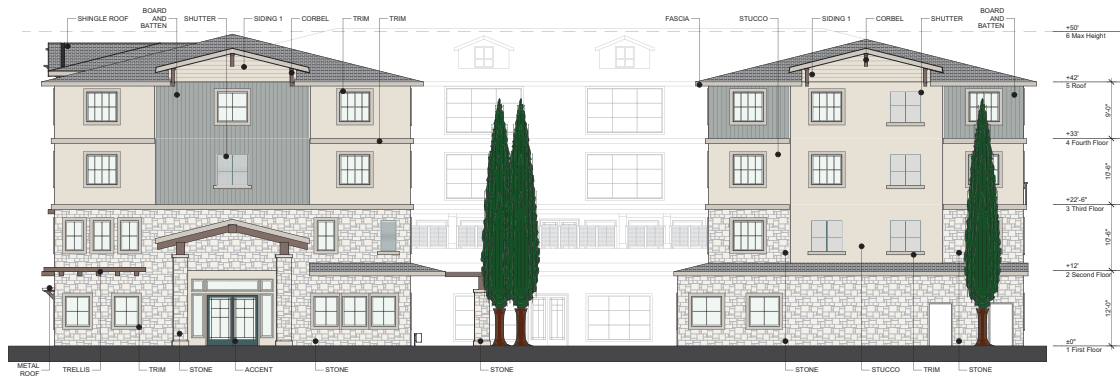 SHINGLE ROOF
BOARD
AND
BATTEN
SHUTTER
SIDING 1
CORBEL
TRIM
TRIM
FASCIA
STUCCO
SIDING 1
CORBEL
SHUTTER
BOARD
AND
BATTEN
+50'
6 Max Height
+42'
5 Roof
9'-0"
+33'
4 Fourth Floor
10'-6"
+22'-6"
3 Third Floor
10'-6"
+12'
2 Second Floor
12'-0"
±0"
1 First Floor
METAL
ROOF
TRELLIS
TRIM
STONE
ACCENT
STONE
STONE
STONE
STUCCO
TRIM
STONE